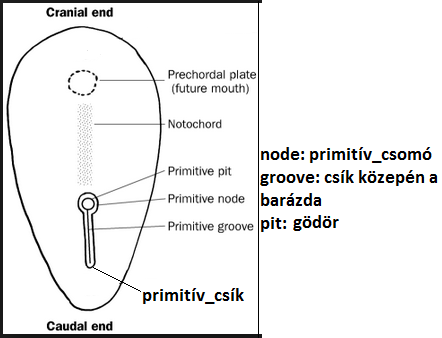 Cranial end
Prechordal plate
(future mouth)
Notochord
Primitive pit
Primitive node
Primitive groove
primitív_csík
Caudal end
node: primitív_csomó
groove: csík közepén a
barázda
pit: gödör